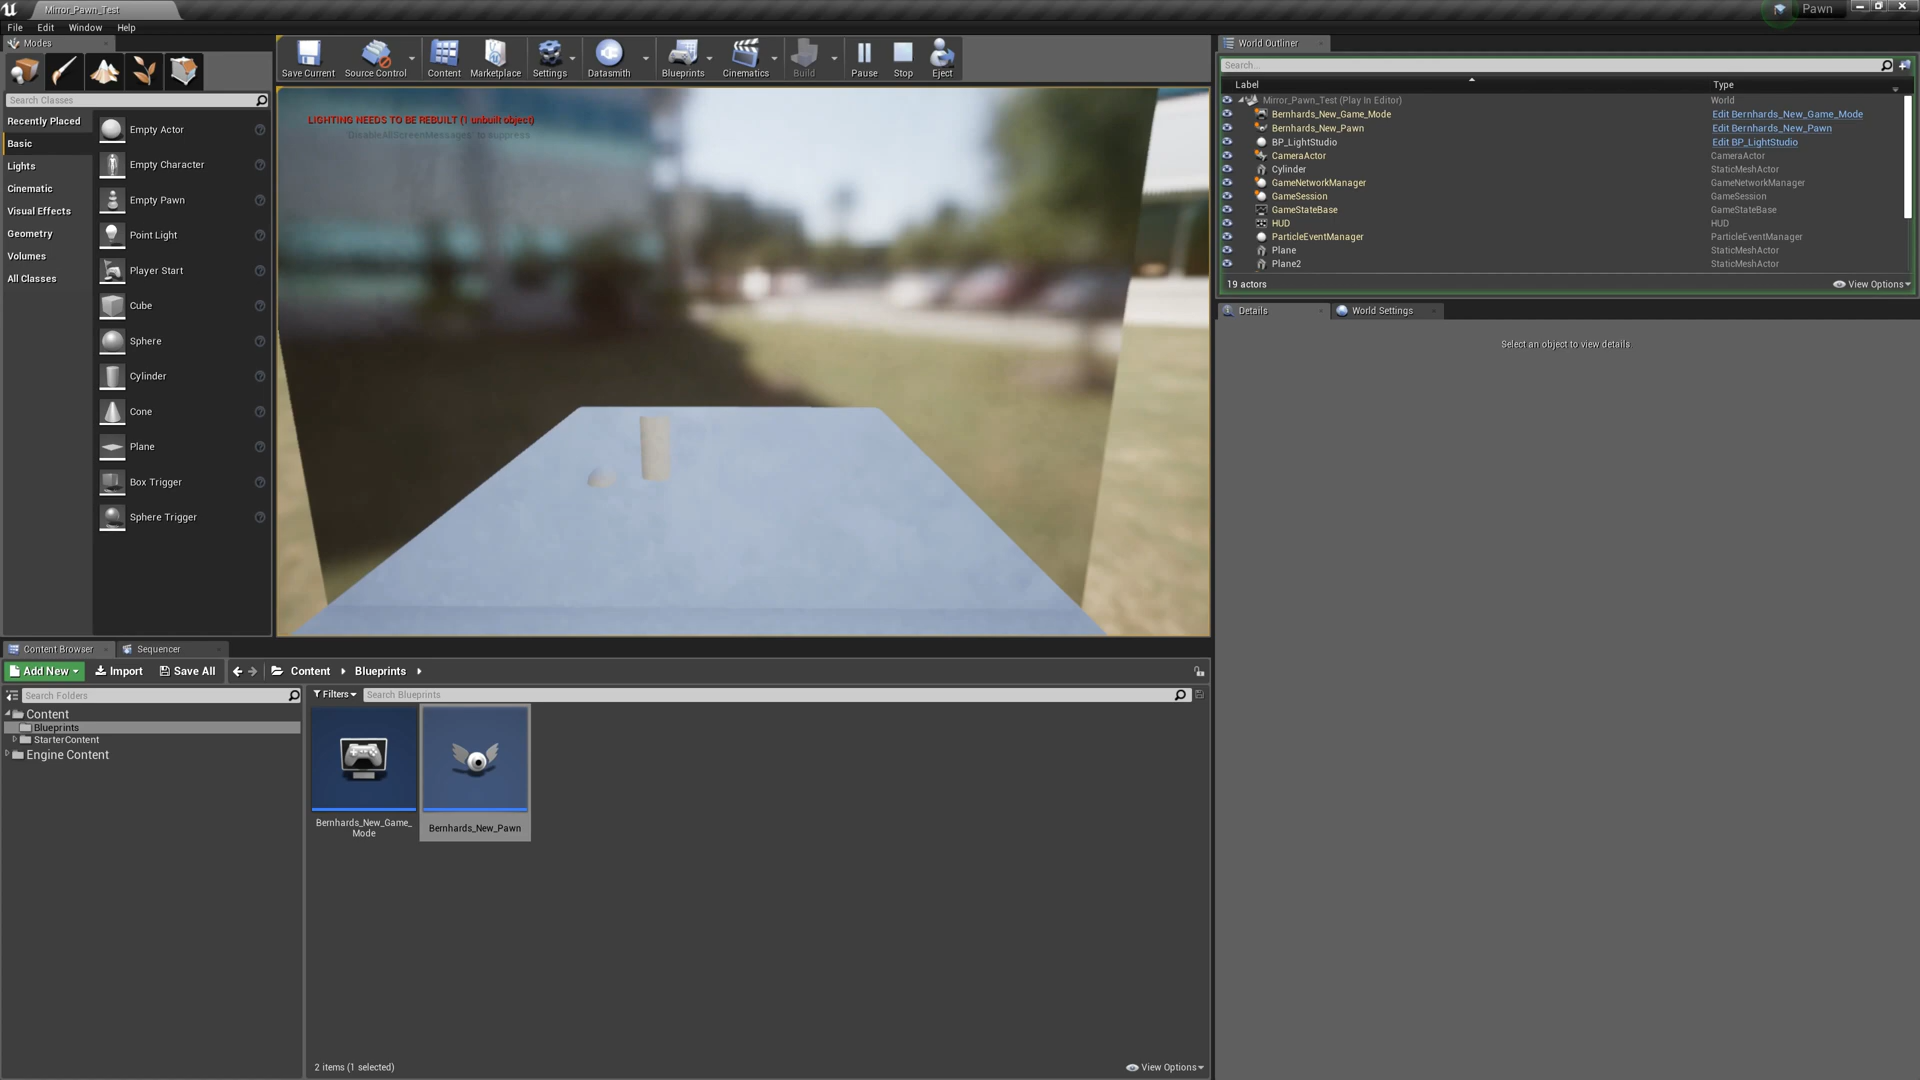 Mirror_Pawn_Test
Pawn
File Edit Window Help
Modes
Search Classes
Recently Placed
Basic
Lights
Cinematic
Visual Effects
Geometry
Volumes
All Classes
Empty Actor
Empty Character
Empty Pawn
Point Light
Player Start
Cube
Sphere
Cylinder
Cone
Plane
Box Trigger
Sphere Trigger
Save Current Source Control Content Marketplace Settings Datasmith Blueprints Cinematics Build Pause Stop Eject
LIGHTING NEEDS TO BE REBUILT (1 unbuilt object)
'DisableAllScreenMessages' to suppress
World Outliner
Search...
Label Type
Mirror_Pawn_Test (Play In Editor) World
Bernhards_New_Game_Mode Edit Bernhards_New_Game_Mode
Bernhards_New_Pawn Edit Bernhards_New_Pawn
BP_LightStudio Edit BP_LightStudio
CameraActor CameraActor
Cylinder StaticMeshActor
GameNetworkManager GameNetworkManager
GameSession GameSession
GameStateBase GameStateBase
HUD HUD
ParticleEventManager ParticleEventManager
Plane StaticMeshActor
Plane2 StaticMeshActor
19 actors View Options
Details World Settings
Select an object to view details.
Content Browser Sequencer
Add New Import Save All Content Blueprints
Search Folders
Content
Blueprints
StarterContent
Engine Content
Filters Search Blueprints
Bernhards_New_Game_
Mode
Bernhards_New_Pawn
2 items (1 selected) View Options